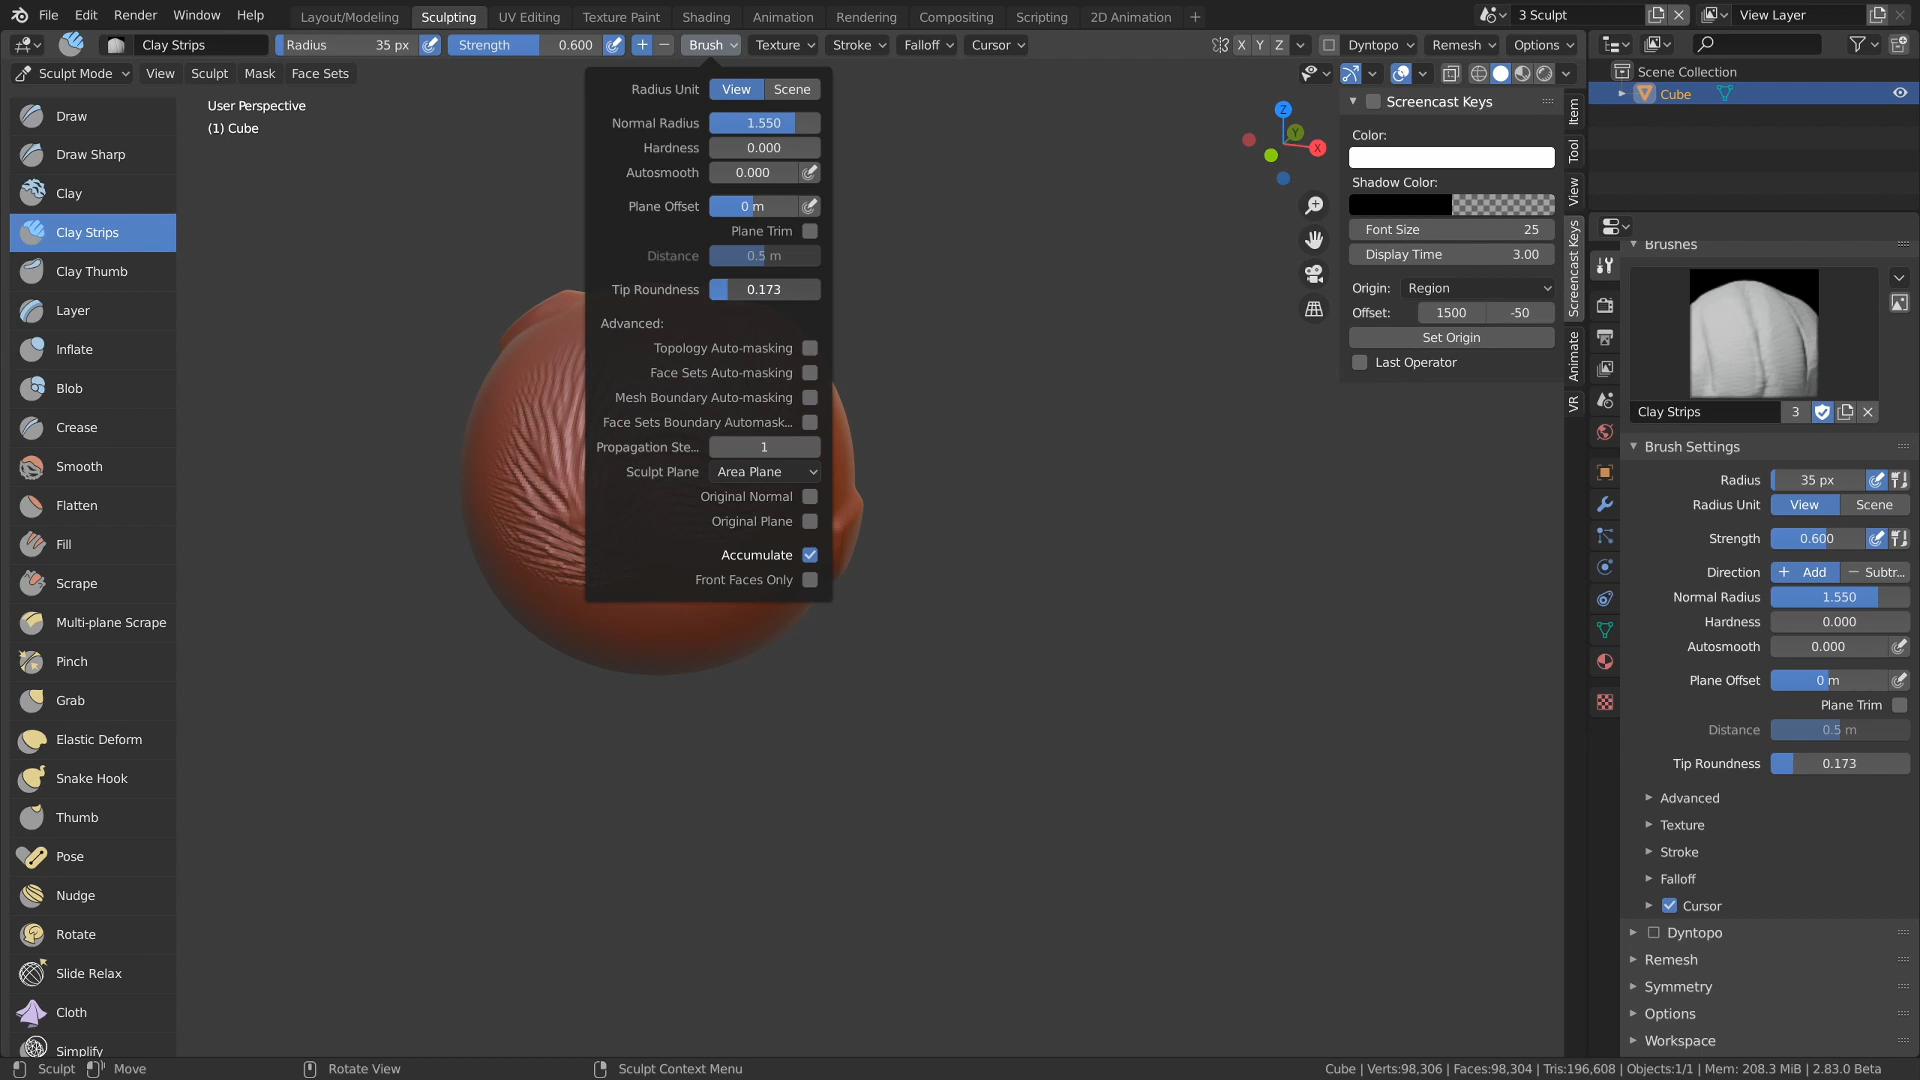 File Edit Render Window Help Layout/Modeling Sculpting UV Editing Texture Paint Shading Animation Rendering Compositing Scripting 2D Animation + 3 Sculpt View Layer
Clay Strips Radius 35 px Strength 0.600 + − Brush Texture Stroke Falloff Cursor X Y Z Dyntopo Remesh Options
Sculpt Mode View Sculpt Mask Face Sets
User Perspective
(1) Cube
Draw
Draw Sharp
Clay
Clay Strips
Clay Thumb
Layer
Inflate
Blob
Crease
Smooth
Flatten
Fill
Scrape
Multi-plane Scrape
Pinch
Grab
Elastic Deform
Snake Hook
Thumb
Pose
Nudge
Rotate
Slide Relax
Cloth
Simplify
Radius Unit View Scene
Normal Radius 1.550
Hardness 0.000
Autosmooth 0.000
Plane Offset 0 m
Plane Trim
Distance 0.5 m
Tip Roundness 0.173
Advanced:
Topology Auto-masking
Face Sets Auto-masking
Mesh Boundary Auto-masking
Face Sets Boundary Automask...
Propagation Ste... 1
Sculpt Plane Area Plane
Original Normal
Original Plane
Accumulate
Front Faces Only
Z
Y
X
Screencast Keys
Color:
Shadow Color:
Font Size 25
Display Time 3.00
Origin: Region
Offset: 1500 -50
Set Origin
Last Operator
Item
Tool
View
Screencast Keys
Animate
VR
Scene Collection
Cube
Brushes
Clay Strips 3
Brush Settings
Radius 35 px
Radius Unit View Scene
Strength 0.600
Direction + Add − Subtr...
Normal Radius 1.550
Hardness 0.000
Autosmooth 0.000
Plane Offset 0 m
Plane Trim
Distance 0.5 m
Tip Roundness 0.173
Advanced
Texture
Stroke
Falloff
Cursor
Dyntopo
Remesh
Symmetry
Options
Workspace
Sculpt Move Rotate View Sculpt Context Menu Cube | Verts:98,306 | Faces:98,304 | Tris:196,608 | Objects:1/1 | Mem: 208.3 MiB | 2.83.0 Beta